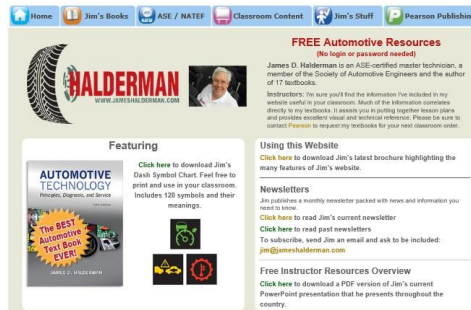 Home
Jim's Books
ASE / NATEF
Classroom Content
Jim's Stuff
Pearson Publishin
HALDERMAN
WWW.JAMESHALDERMAN.COM
FREE Automotive Resources
(No login or password needed)
James D. Halderman is an ASE-certified master technician, a
member of the Society of Automotive Engineers and the author
of 17 textbooks.
Instructors: I'm sure you'll find the information I've included in my
website useful in your classroom. Much of the information correlates
directly to my textbooks. It assists you in putting together lesson plans
and provides excellent visual and technical reference. Please be sure to
contact Pearson to request my textbooks for your next classroom order.
Featuring
AUTOMOTIVE
TECHNOLOGY
Principles, Diagnosis, and Service
The BEST
Automotive
Text Book
EVER!
JAMES D. HALDERMAN
Click here to download Jim's
Dash Symbol Chart. Feel free to
print and use in your classroom.
Includes 128 symbols and their
meanings.
Using this Website
Click here to download Jim's latest brochure highlighting the
many features of Jim's website.
Newsletters
Jim publishes a monthly newsletter packed with news and information you
need to know.
Click here to read Jim's current newsletter
Click here to read past newsletters
To subscribe, send Jim an email and ask to be included:
jim@jameshalderman.com
Free Instructor Resources Overview
Click here to download a PDF version of Jim's current
PowerPoint presentation that he presents throughout the
country.